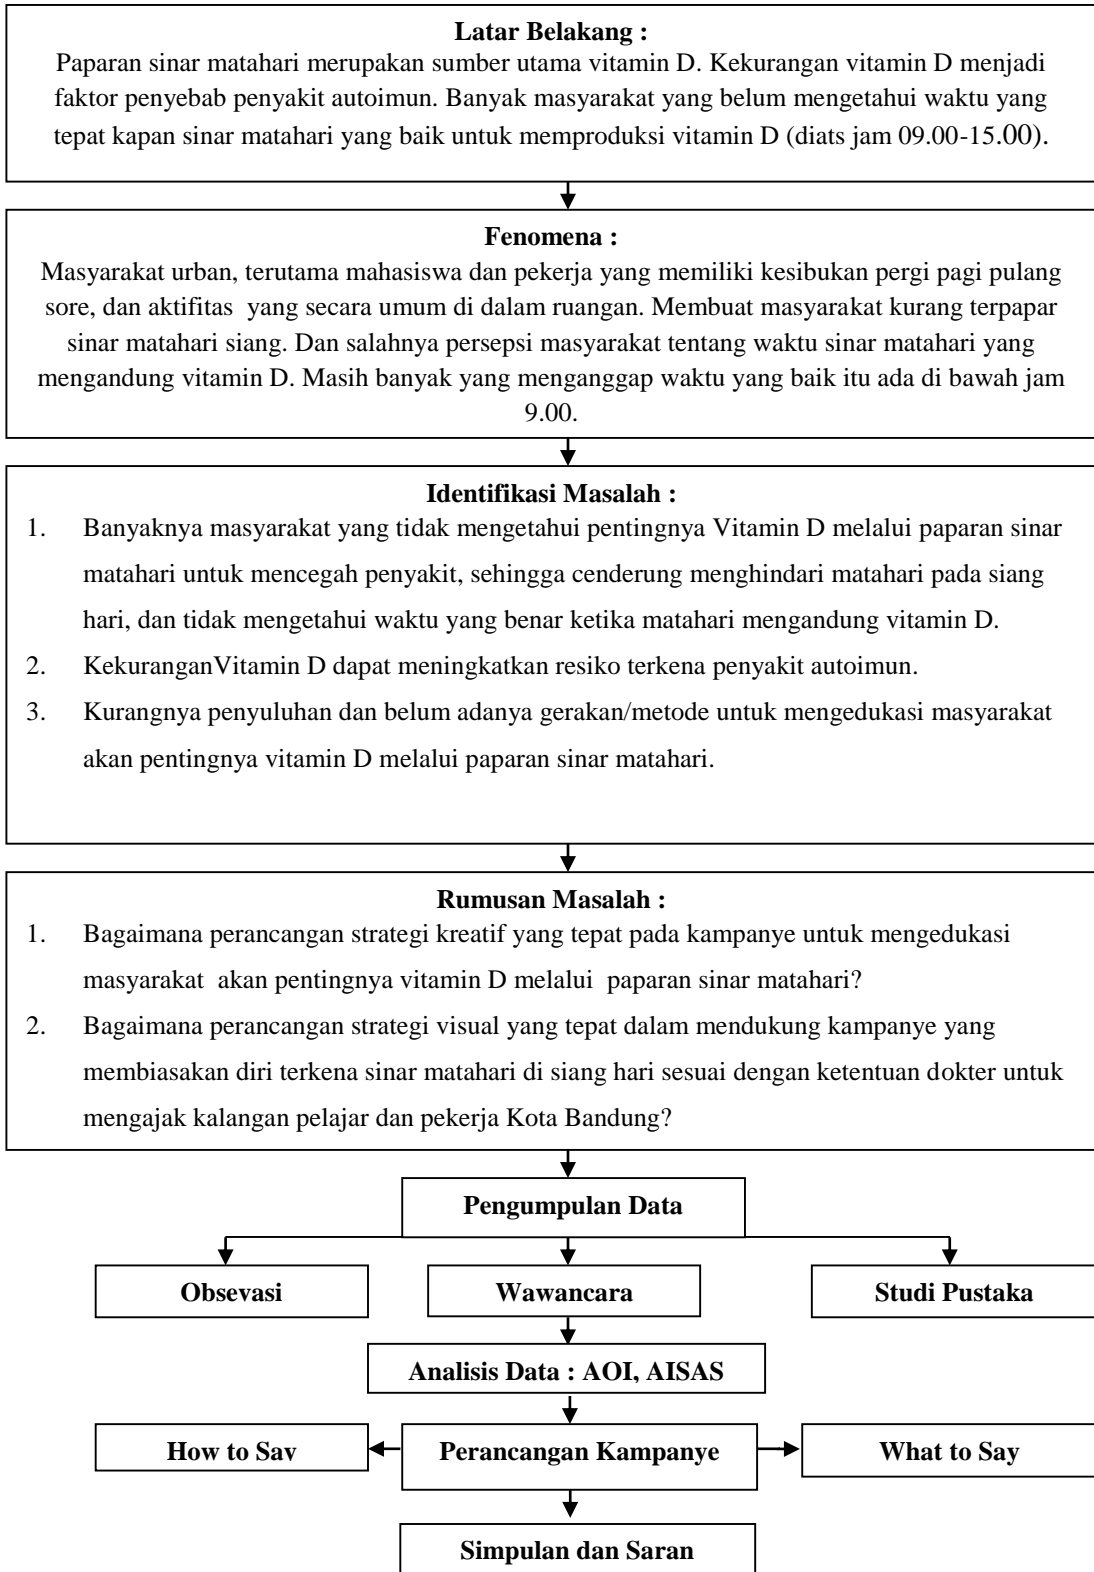 Latar Belakang :
Paparan sinar matahari merupakan sumber utama vitamin D. Kekurangan vitamin D menjadi
faktor penyebab penyakit autoimun. Banyak masyarakat yang belum mengetahui waktu yang
tepat kapan sinar matahari yang baik untuk memproduksi vitamin D (diats jam 09.00-15.00).
Fenomena :
Masyarakat urban, terutama mahasiswa dan pekerja yang memiliki kesibukan pergi pagi pulang
sore, dan aktifitas yang secara umum di dalam ruangan. Membuat masyarakat kurang terpapar
sinar matahari siang. Dan salahnya persepsi masyarakat tentang waktu sinar matahari yang
mengandung vitamin D. Masih banyak yang menganggap waktu yang baik itu ada di bawah jam
9.00.
Identifikasi Masalah :
1. Banyaknya masyarakat yang tidak mengetahui pentingnya Vitamin D melalui paparan sinar
matahari untuk mencegah penyakit, sehingga cenderung menghindari matahari pada siang
hari, dan tidak mengetahui waktu yang benar ketika matahari mengandung vitamin D.
2. KekuranganVitamin D dapat meningkatkan resiko terkena penyakit autoimun.
3. Kurangnya penyuluhan dan belum adanya gerakan/metode untuk mengedukasi masyarakat
akan pentingnya vitamin D melalui paparan sinar matahari.
Rumusan Masalah :
1. Bagaimana perancangan strategi kreatif yang tepat pada kampanye untuk mengedukasi
masyarakat akan pentingnya vitamin D melalui paparan sinar matahari?
2. Bagaimana perancangan strategi visual yang tepat dalam mendukung kampanye yang
membiasakan diri terkena sinar matahari di siang hari sesuai dengan ketentuan dokter untuk
mengajak kalangan pelajar dan pekerja Kota Bandung?
Pengumpulan Data
Obsevasi
Wawancara
Studi Pustaka
Analisis Data : AOI, AISAS
How to Say
Perancangan Kampanye
What to Say
Simpulan dan Saran